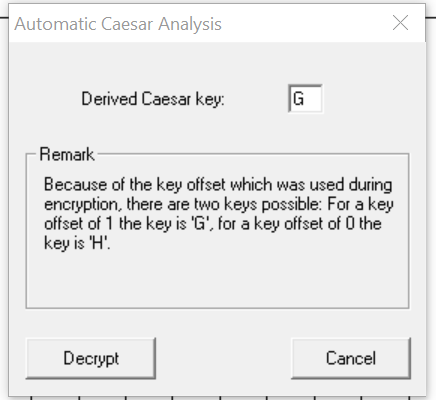 Automatic Caesar Analysis
Derived Caesar key:
G
Remark
Because of the key offset which was used during
encryption, there are two keys possible: For a key
offset of 1 the key is 'G', for a key offset of 0 the
key is 'H'.
Decrypt
Cancel